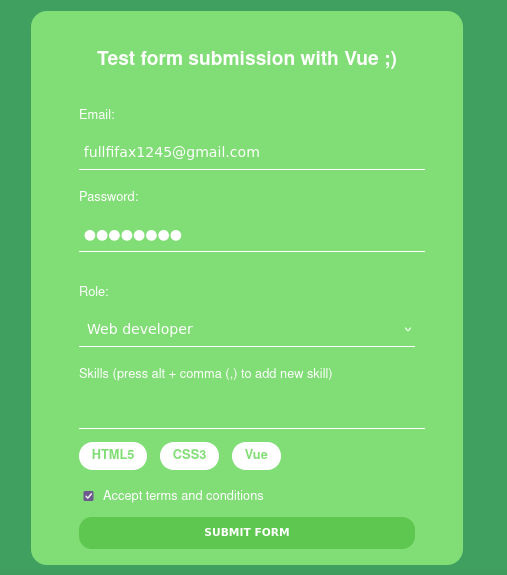 Test form submission with Vue ;)
Email:
fullfifax1245@gmail.com
Password:
●●●●●●●●
Role:
Web developer
Skills (press alt + comma (,) to add new skill)
HTML5 CSS3 Vue
Accept terms and conditions
SUBMIT FORM